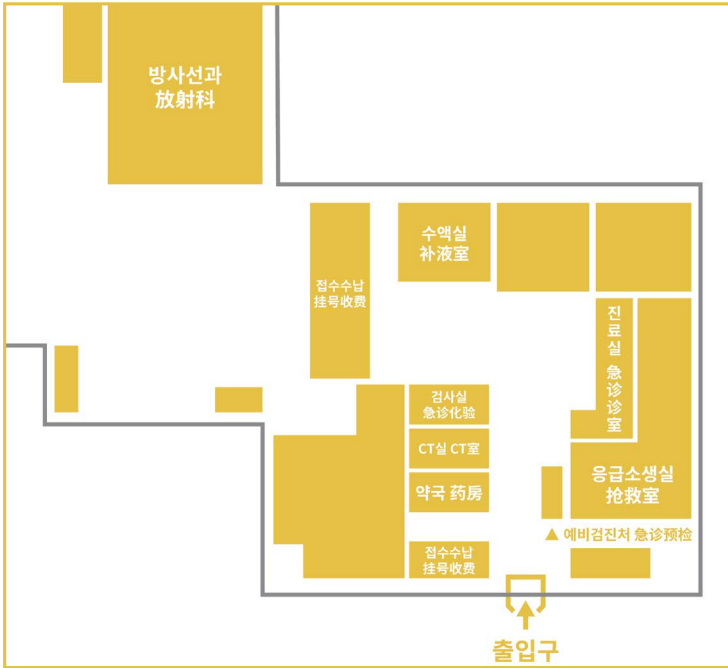 방사선과
放射科
수액실
补液室
접수수납
挂号收费
진료실 急诊诊室
검사실
急诊化验
CT실 CT室
약국 药房
응급소생실
抢救室
▲ 예비검진처 急诊预检
접수수납
挂号收费
출입구